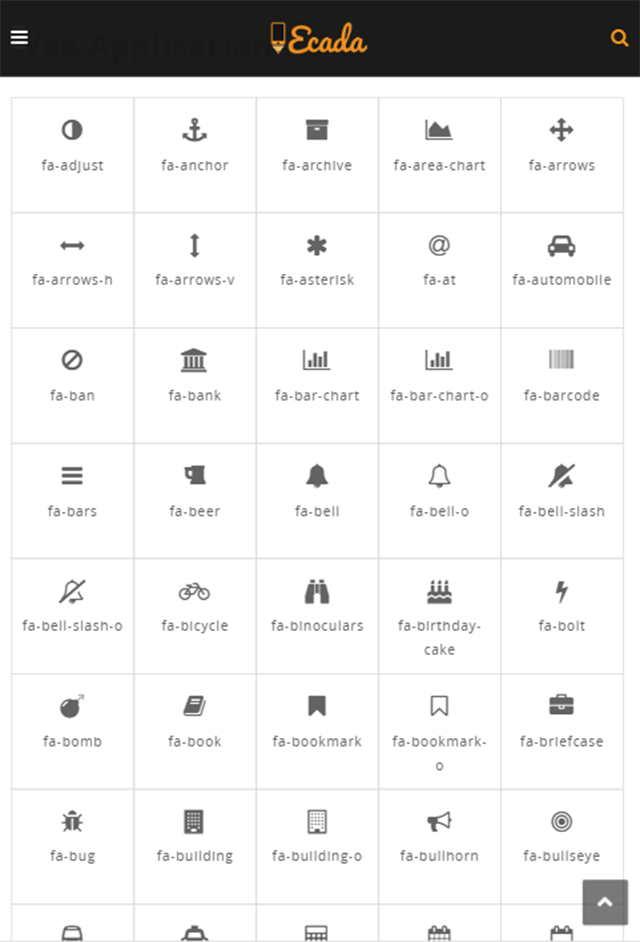 Web Application
Ecada
fa-adjust fa-anchor fa-archive fa-area-chart fa-arrows
fa-arrows-h fa-arrows-v fa-asterisk fa-at fa-automobile
fa-ban fa-bank fa-bar-chart fa-bar-chart-o fa-barcode
fa-bars fa-beer fa-bell fa-bell-o fa-bell-slash
fa-bell-slash-o fa-bicycle fa-binoculars fa-birthday-
cake fa-bolt
fa-bomb fa-book fa-bookmark fa-bookmark-
o fa-briefcase
fa-bug fa-building fa-building-o fa-bullhorn fa-bullseye